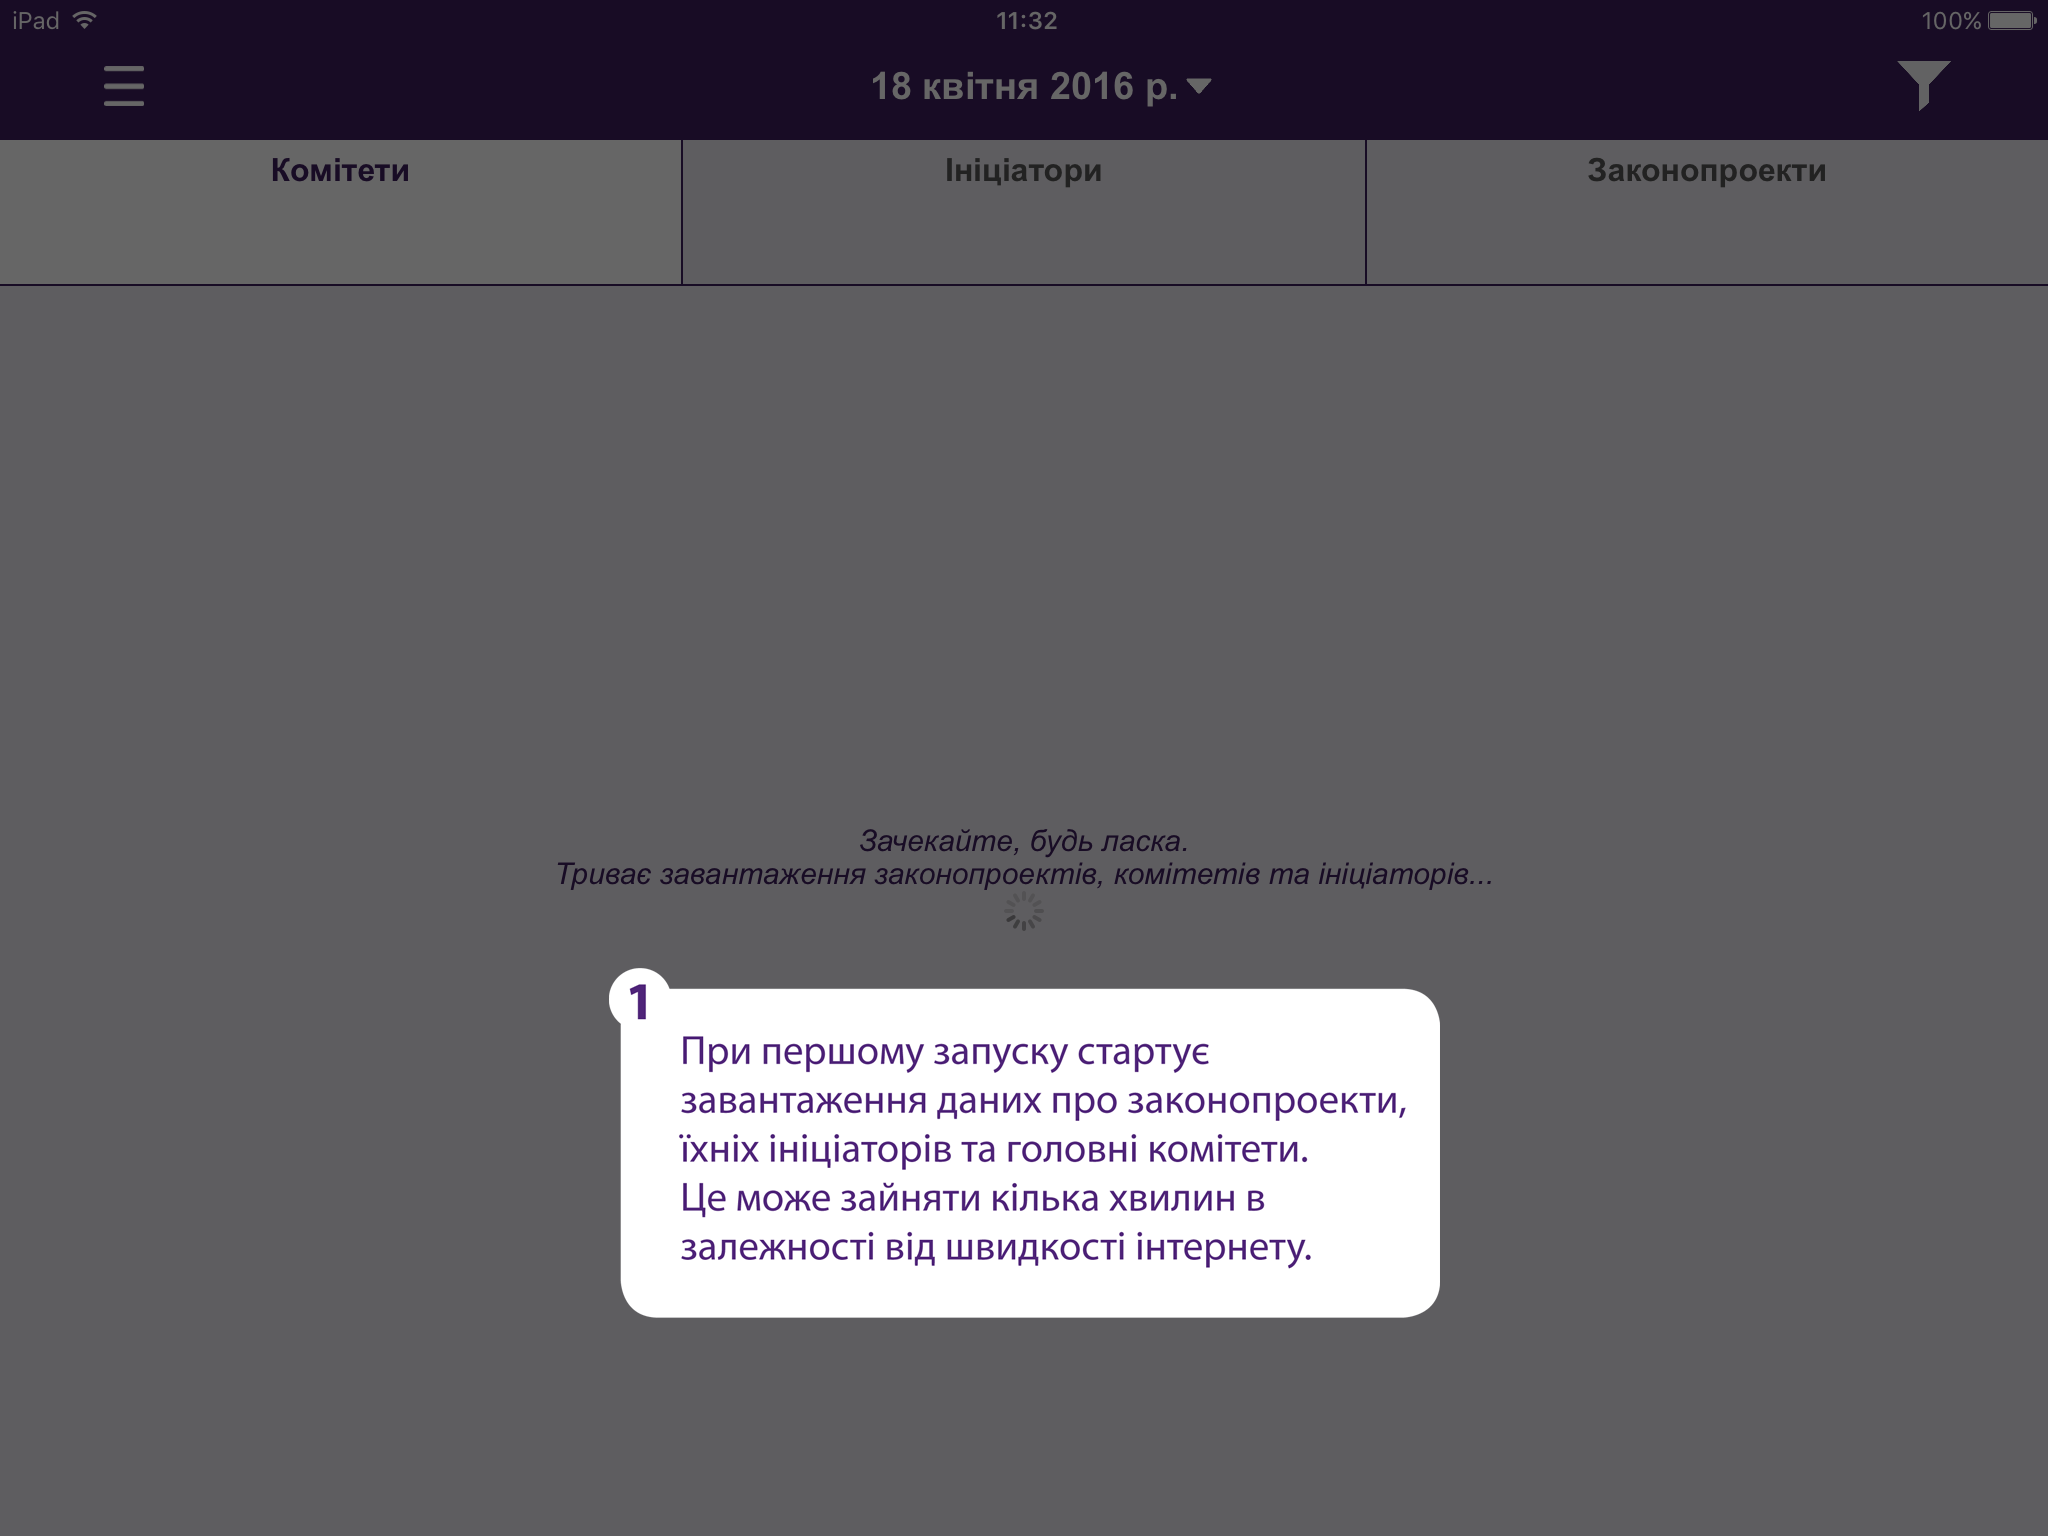 iPad
11:32
100%
18 квітня 2016 р.
Комітети
Ініціатори
Законопроекти
Зачекайте, будь ласка.
Триває завантаження законопроектів, комітетів та ініціаторів...
1
При першому запуску стартує
завантаження даних про законопроекти,
їхніх ініціаторів та головні комітети.
Це може зайняти кілька хвилин в
залежності від швидкості інтернету.